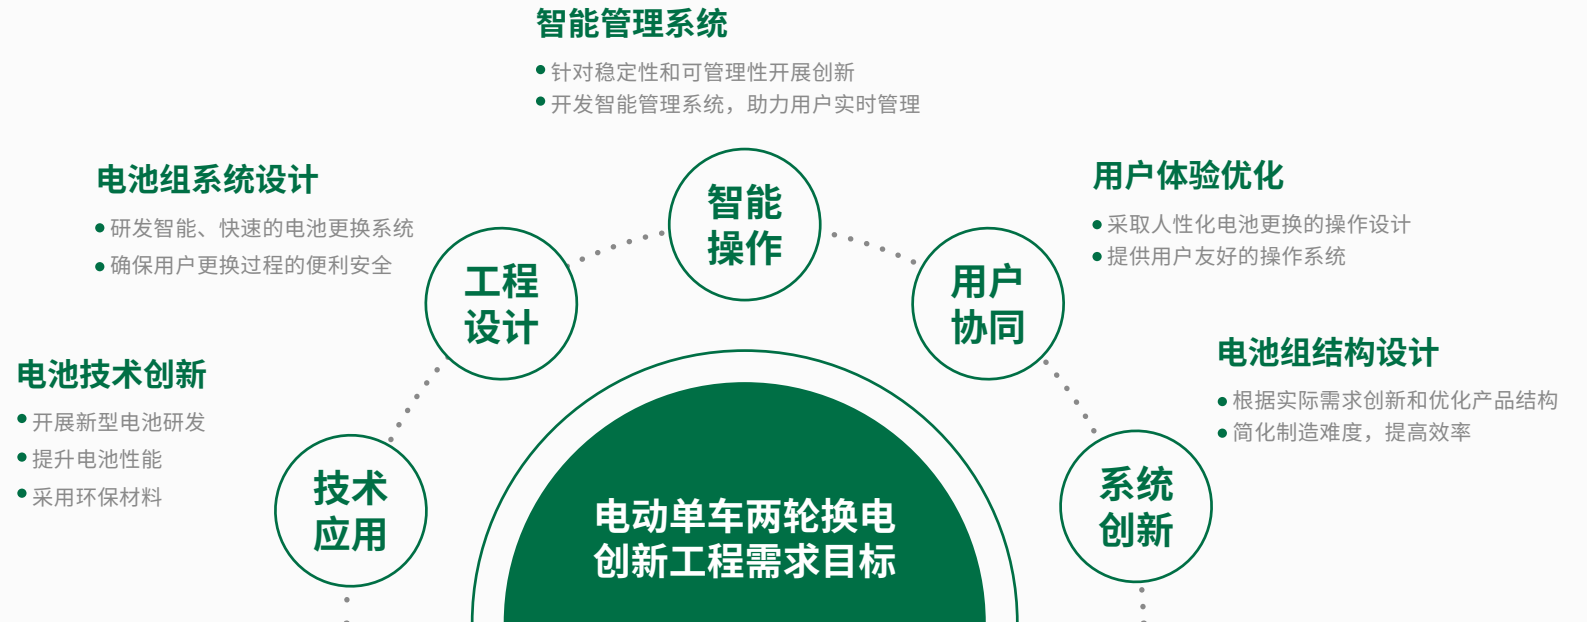 智能管理系统
针对稳定性和可管理性开展创新
开发智能管理系统，助力用户实时管理
电池组系统设计
研发智能、快速的电池更换系统
确保用户更换过程的便利安全
用户体验优化
采取人性化电池更换的操作设计
提供用户友好的操作系统
智能
操作
工程
设计
用户
协同
电池技术创新
开展新型电池研发
提升电池性能
采用环保材料
电池组结构设计
根据实际需求创新和优化产品结构
简化制造难度，提高效率
技术
应用
系统
创新
电动单车两轮换电
创新工程需求目标